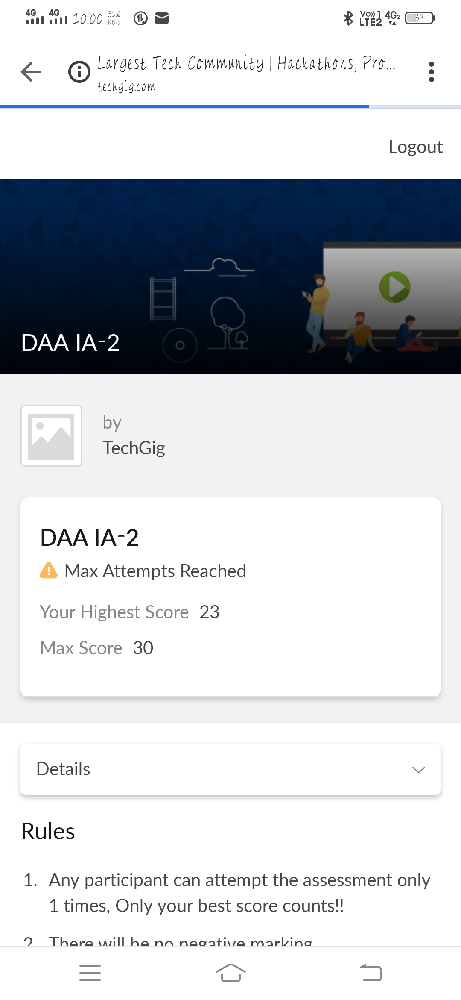 4G 4G 10:00 31.6 KB/s Vo)) 1 LTE2 4G2 39
Largest Tech Community | Hackathons, Pro...
techgig.com
Logout
DAA IA-2
by
TechGig
DAA IA-2
Max Attempts Reached
Your Highest Score 23
Max Score 30
Details
Rules
1. Any participant can attempt the assessment only
1 times, Only your best score counts!!
2. There will be no negative marking